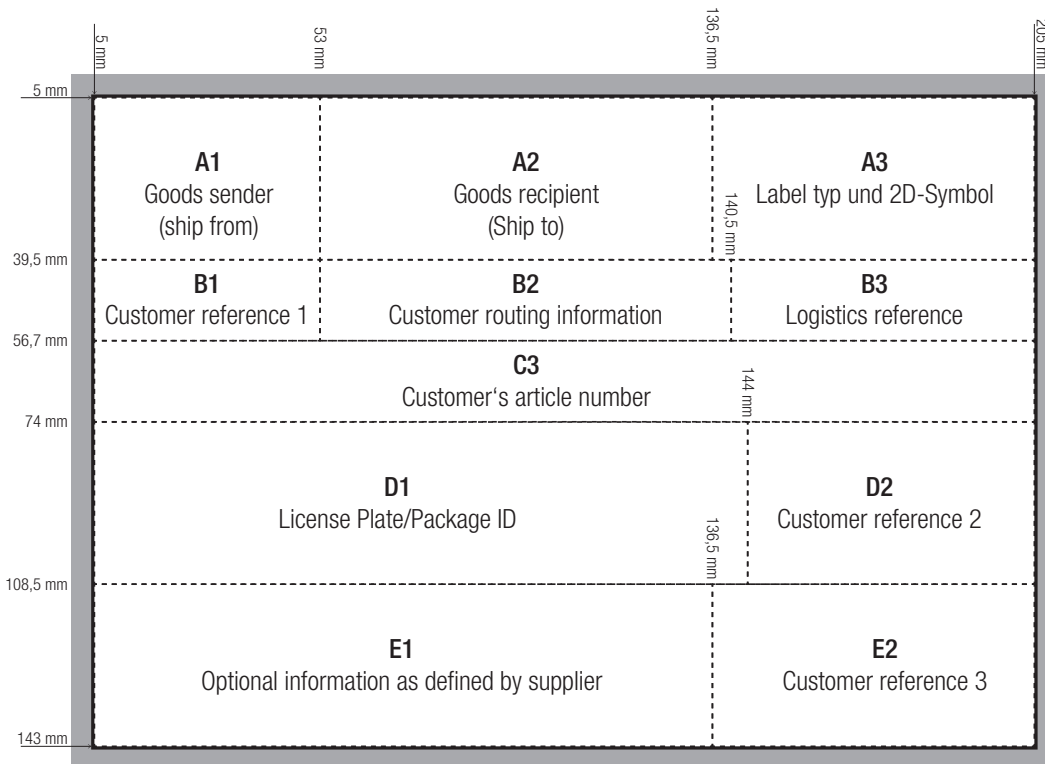 5 mm
53 mm
136,5 mm
205 mm
5 mm
A1
Goods sender
(ship from)
A2
Goods recipient
(Ship to)
A3
Label typ und 2D-Symbol
140,5 mm
39,5 mm
B1
Customer reference 1
B2
Customer routing information
B3
Logistics reference
56,7 mm
C3
Customer‘s article number
144 mm
74 mm
D1
License Plate/Package ID
D2
Customer reference 2
136,5 mm
108,5 mm
E1
Optional information as defined by supplier
E2
Customer reference 3
143 mm